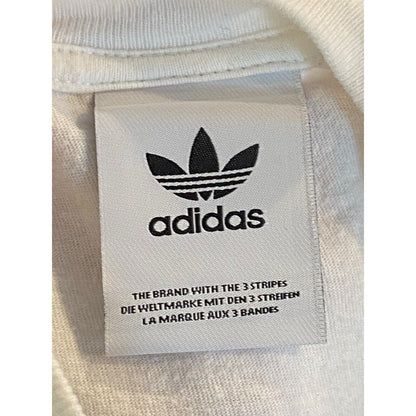 adidas
THE BRAND WITH THE 3 STRIPES
DIE WELTMARKE MIT DEN 3 STREIFEN
LA MARQUE AUX 3 BANDES